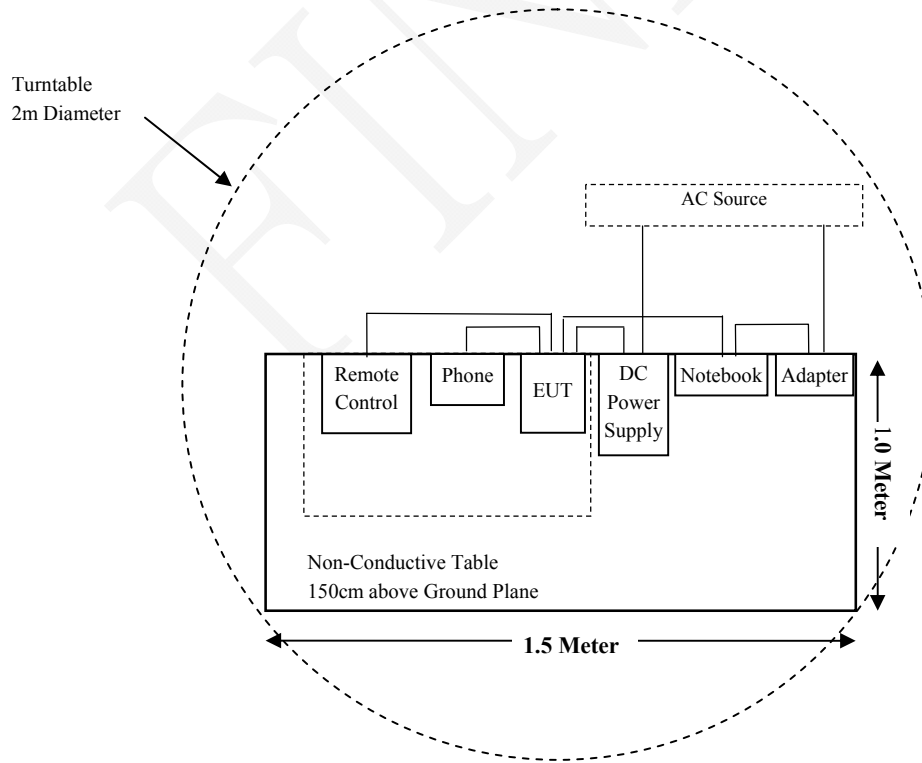 Turntable
2m Diameter
AC Source
Remote
Control
Phone
EUT
DC
Power
Supply
Notebook
Adapter
1.0 Meter
Non-Conductive Table
150cm above Ground Plane
1.5 Meter